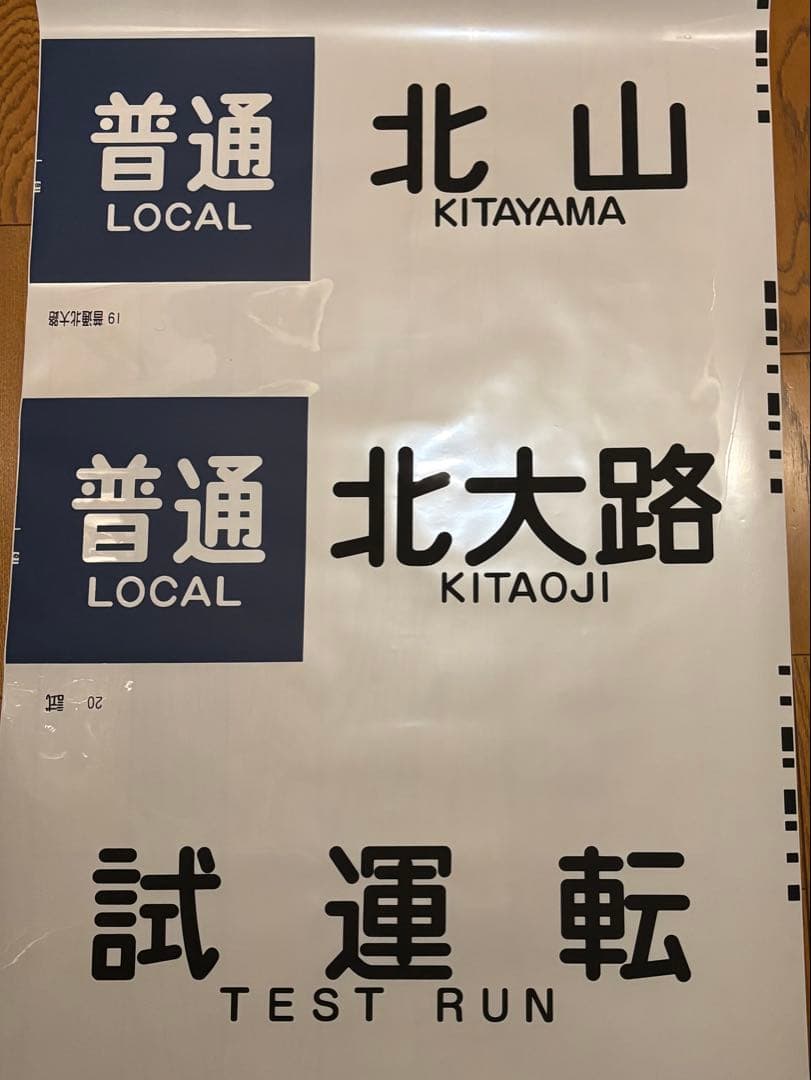 普通 北山
LOCAL KITAYAMA
19 普通北大路
普通 北大路
LOCAL KITAOJI
20 試
試運転
TEST RUN